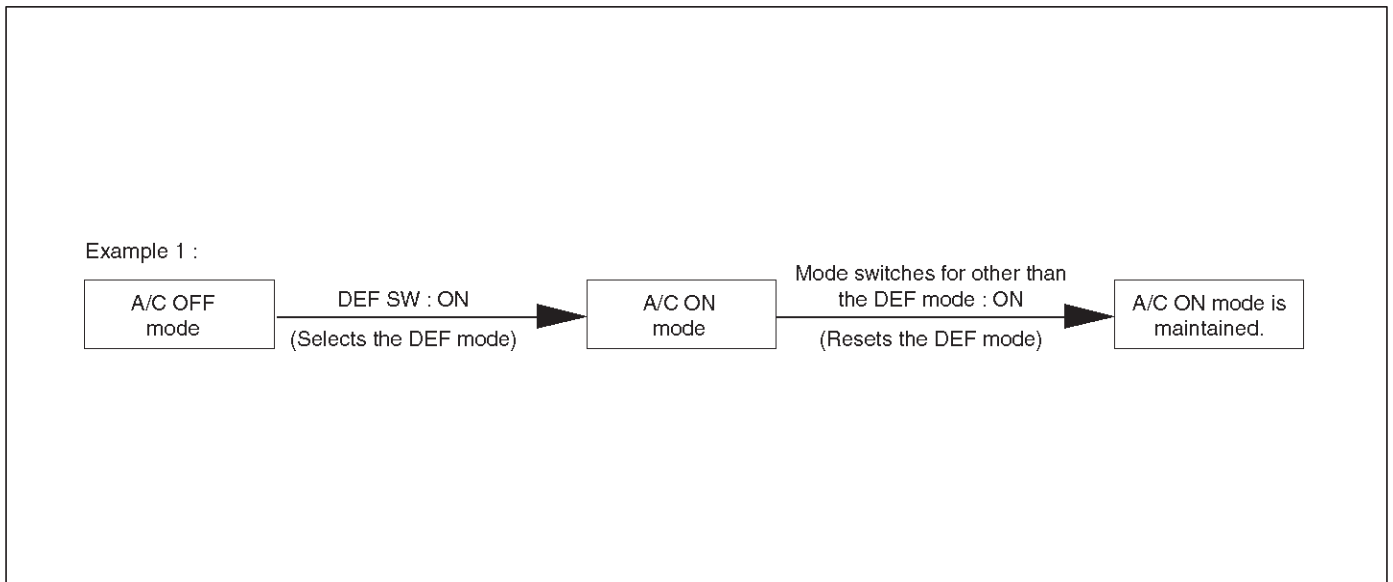 Example 1 :
A/C OFF
mode
DEF SW : ON
(Selects the DEF mode)
A/C ON
mode
Mode switches for other than
the DEF mode : ON
(Resets the DEF mode)
A/C ON mode is
maintained.